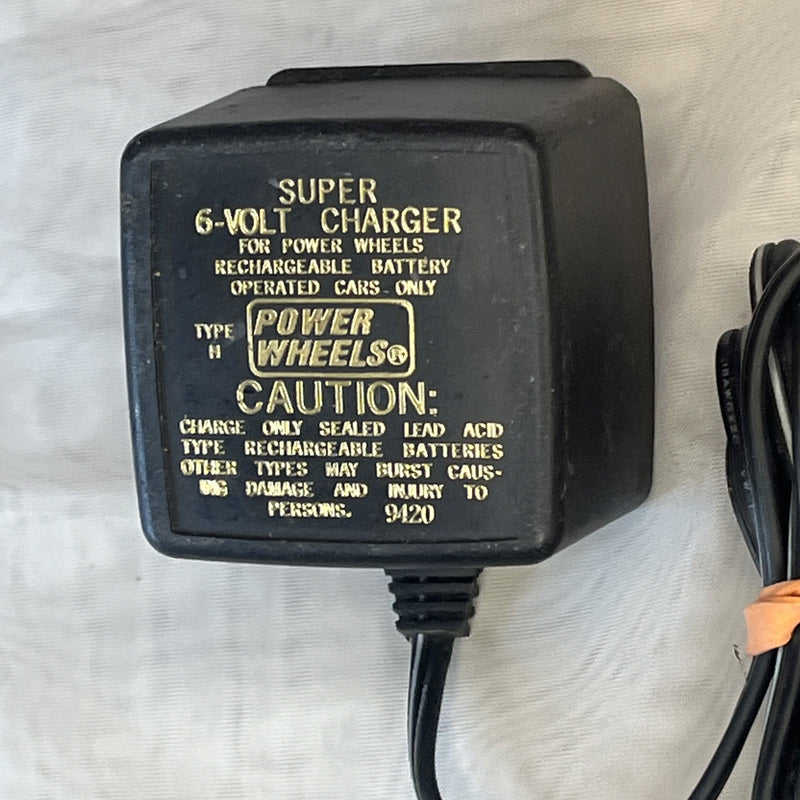 SUPER
6-VOLT CHARGER
FOR POWER WHEELS
RECHARGEABLE BATTERY
OPERATED CARS ONLY
TYPE
H
POWER
WHEELS®
CAUTION:
CHARGE ONLY SEALED LEAD ACID
TYPE RECHARGEABLE BATTERIES
OTHER TYPES MAY BURST CAUS-
ING DAMAGE AND INJURY TO
PERSONS. 9420